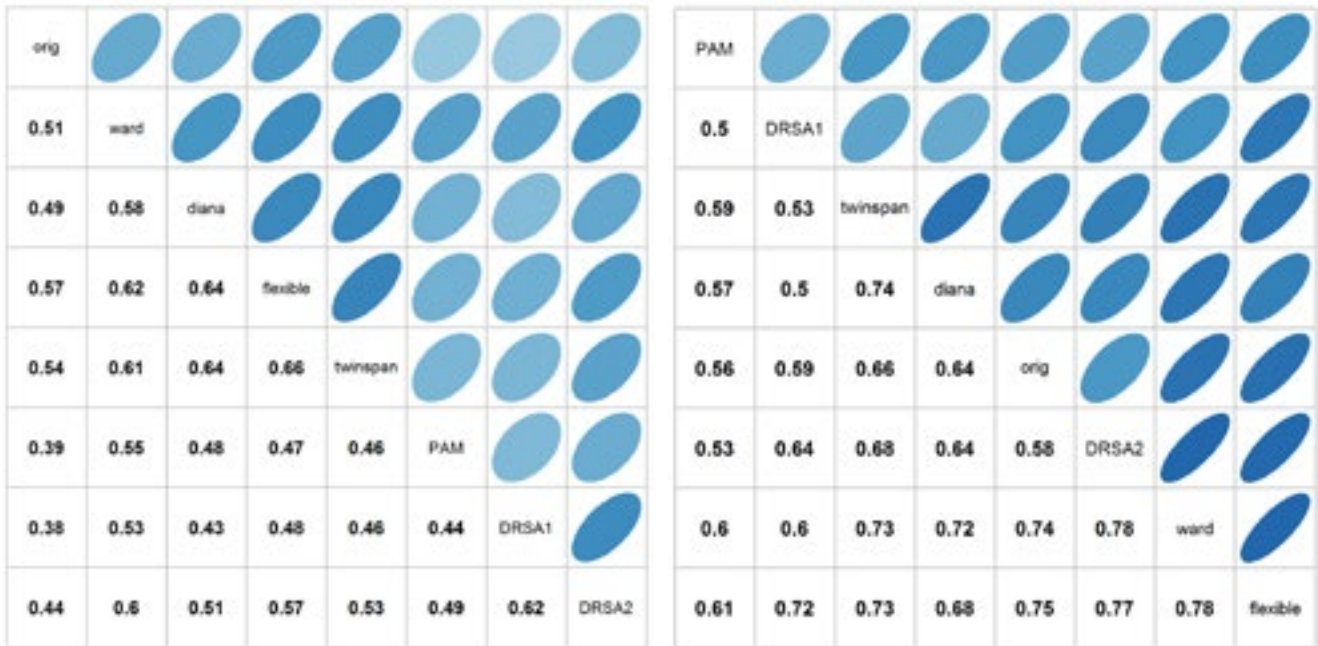 orig
0.51 ward
0.49 0.58 diana
0.57 0.62 0.64 flexible
0.54 0.61 0.64 0.66 twinspan
0.39 0.55 0.48 0.47 0.46 PAM
0.38 0.53 0.43 0.48 0.46 0.44 DRSA1
0.44 0.6 0.51 0.57 0.53 0.49 0.62 DRSA2
PAM
0.5 DRSA1
0.59 0.53 twinspan
0.57 0.5 0.74 diana
0.56 0.59 0.66 0.64 orig
0.53 0.64 0.68 0.64 0.58 DRSA2
0.6 0.6 0.73 0.72 0.74 0.78 ward
0.61 0.72 0.73 0.68 0.75 0.77 0.78 flexible